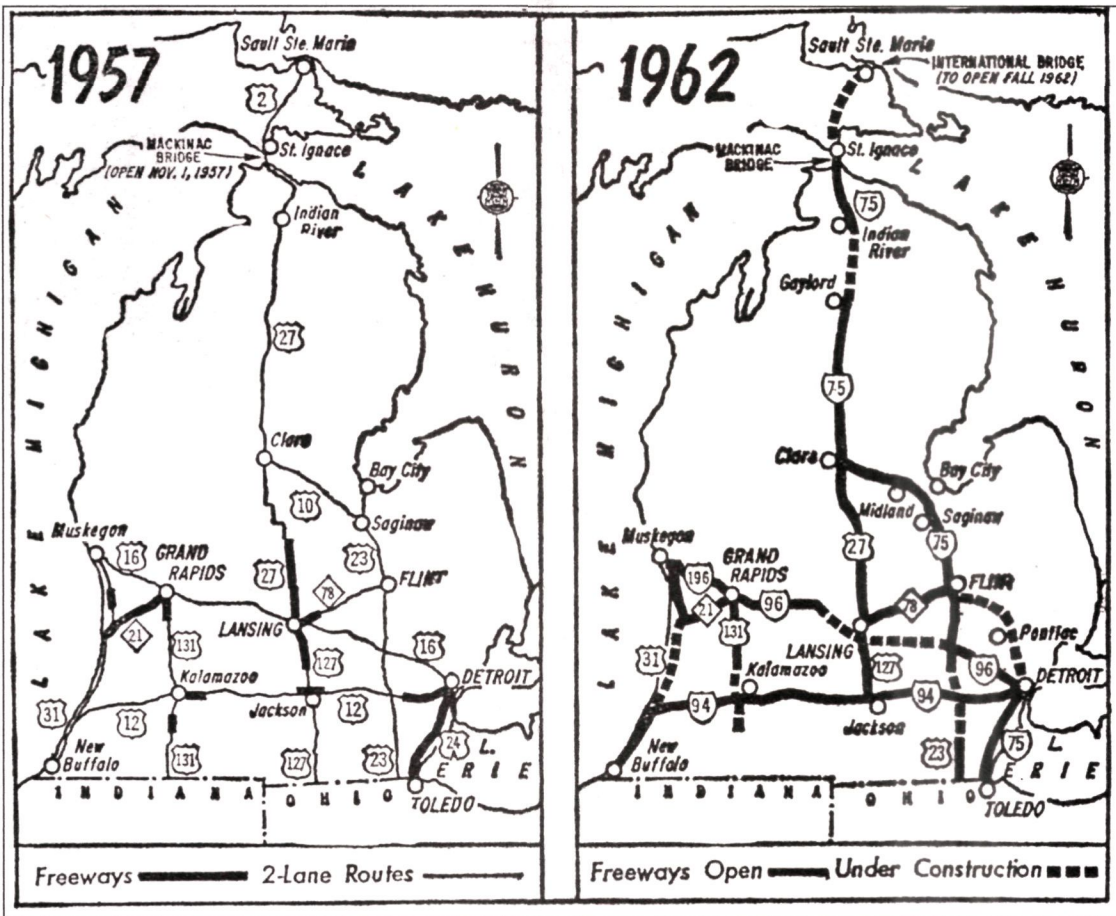 1957
Sault Ste. Marie
2
MACKINAC
BRIDGE
(OPEN NOV. 1, 1957)
St. Ignace
Indian
River
LAKE HURON
LAKE MICHIGAN
27
Clare
Bay City
10
Saginaw
Muskegon
16
GRAND
RAPIDS
23
27
78
FLINT
21
LANSING
131
16
127
DETROIT
Kalamazoo
31
12
Jackson
12
24
L.
ERIE
New
Buffalo
131
127
23
INDIANA
OHIO
TOLEDO
Freeways
2-Lane Routes
1962
Sault Ste. Marie
INTERNATIONAL BRIDGE
(TO OPEN FALL 1962)
MACKINAC
BRIDGE
St. Ignace
75
Indian
River
LAKE HURON
LAKE MICHIGAN
Gaylord
75
Clare
Bay City
Midland
Saginaw
Muskegon
27
75
196
GRAND
RAPIDS
FLINT
21
96
78
131
LANSING
Pontiac
31
Kalamazoo
127
96
DETROIT
94
94
Jackson
New
Buffalo
23
75
L.
ERIE
INDIANA
OHIO
TOLEDO
Freeways Open
Under Construction